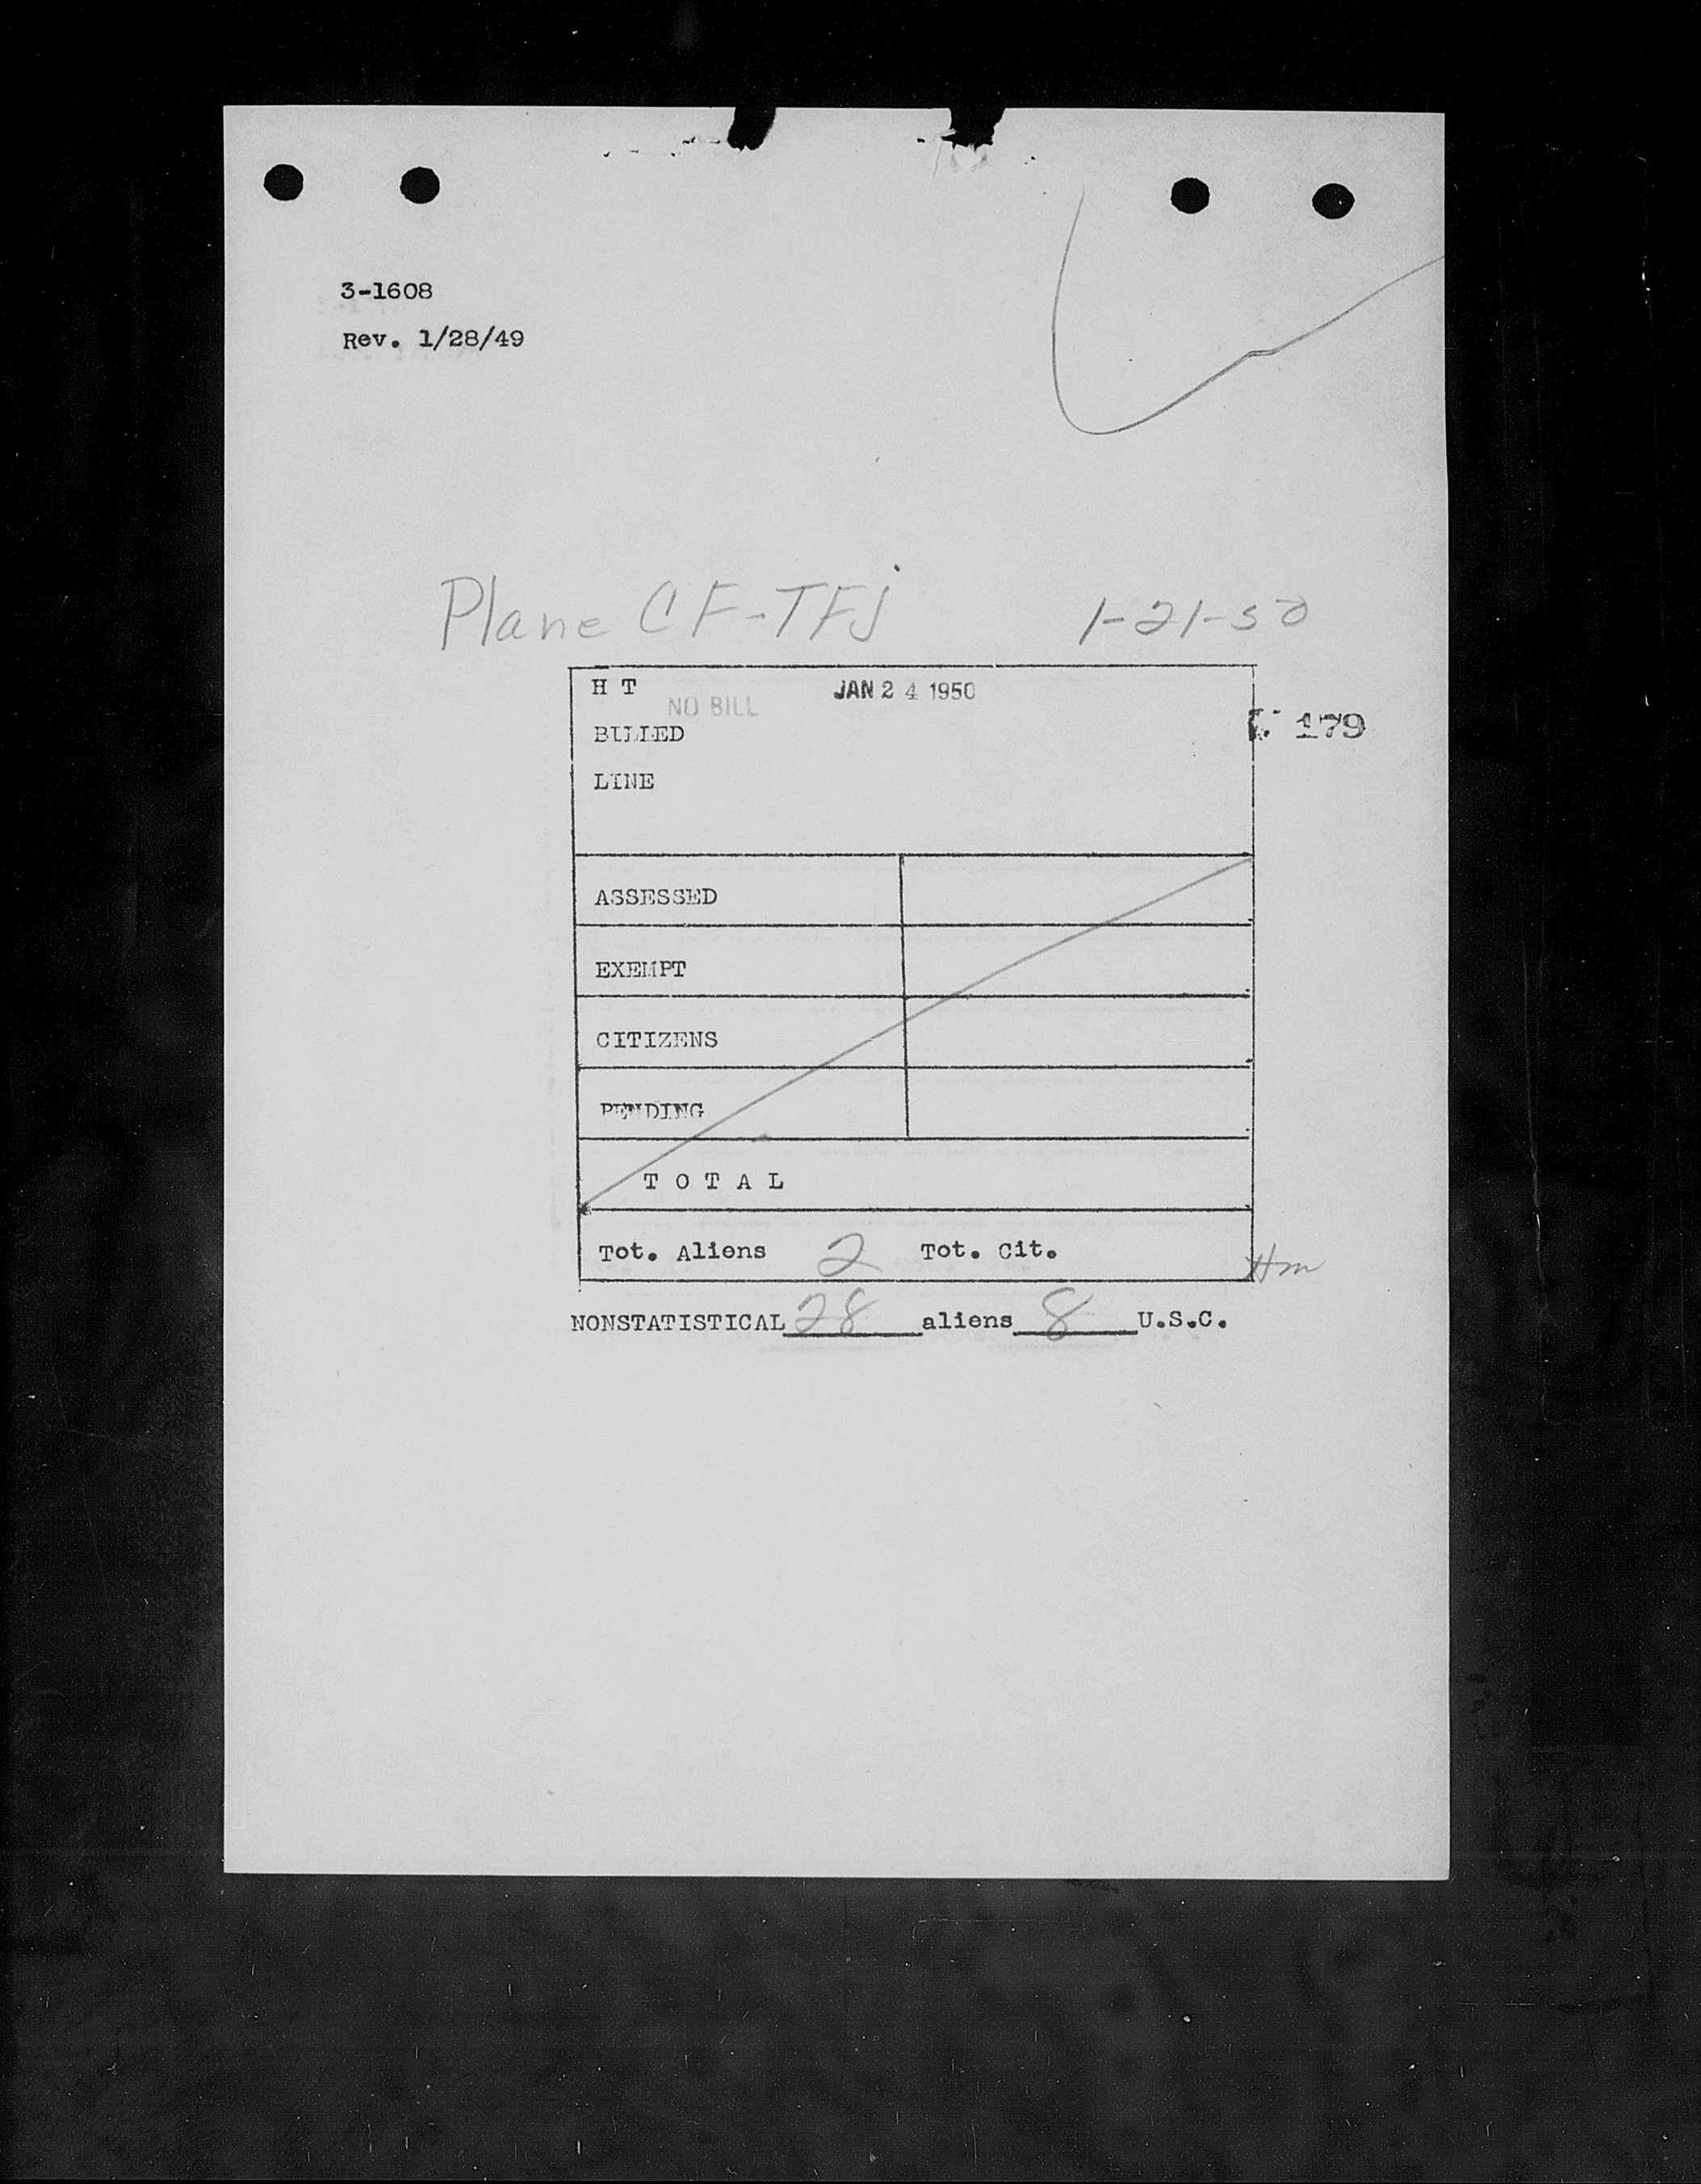 3-1608
Rev. 1/28/49
Plane CF-TFJ 1-21-50
H T NO BILL JAN 24 1950
BILLED 179
LINE
ASSESSED
EXEMPT
CITIZENS
PENDING
T O T A L
Tot. Aliens 2 Tot. Cit. Hm
NONSTATISTICAL 28 aliens 8 U.S.C.